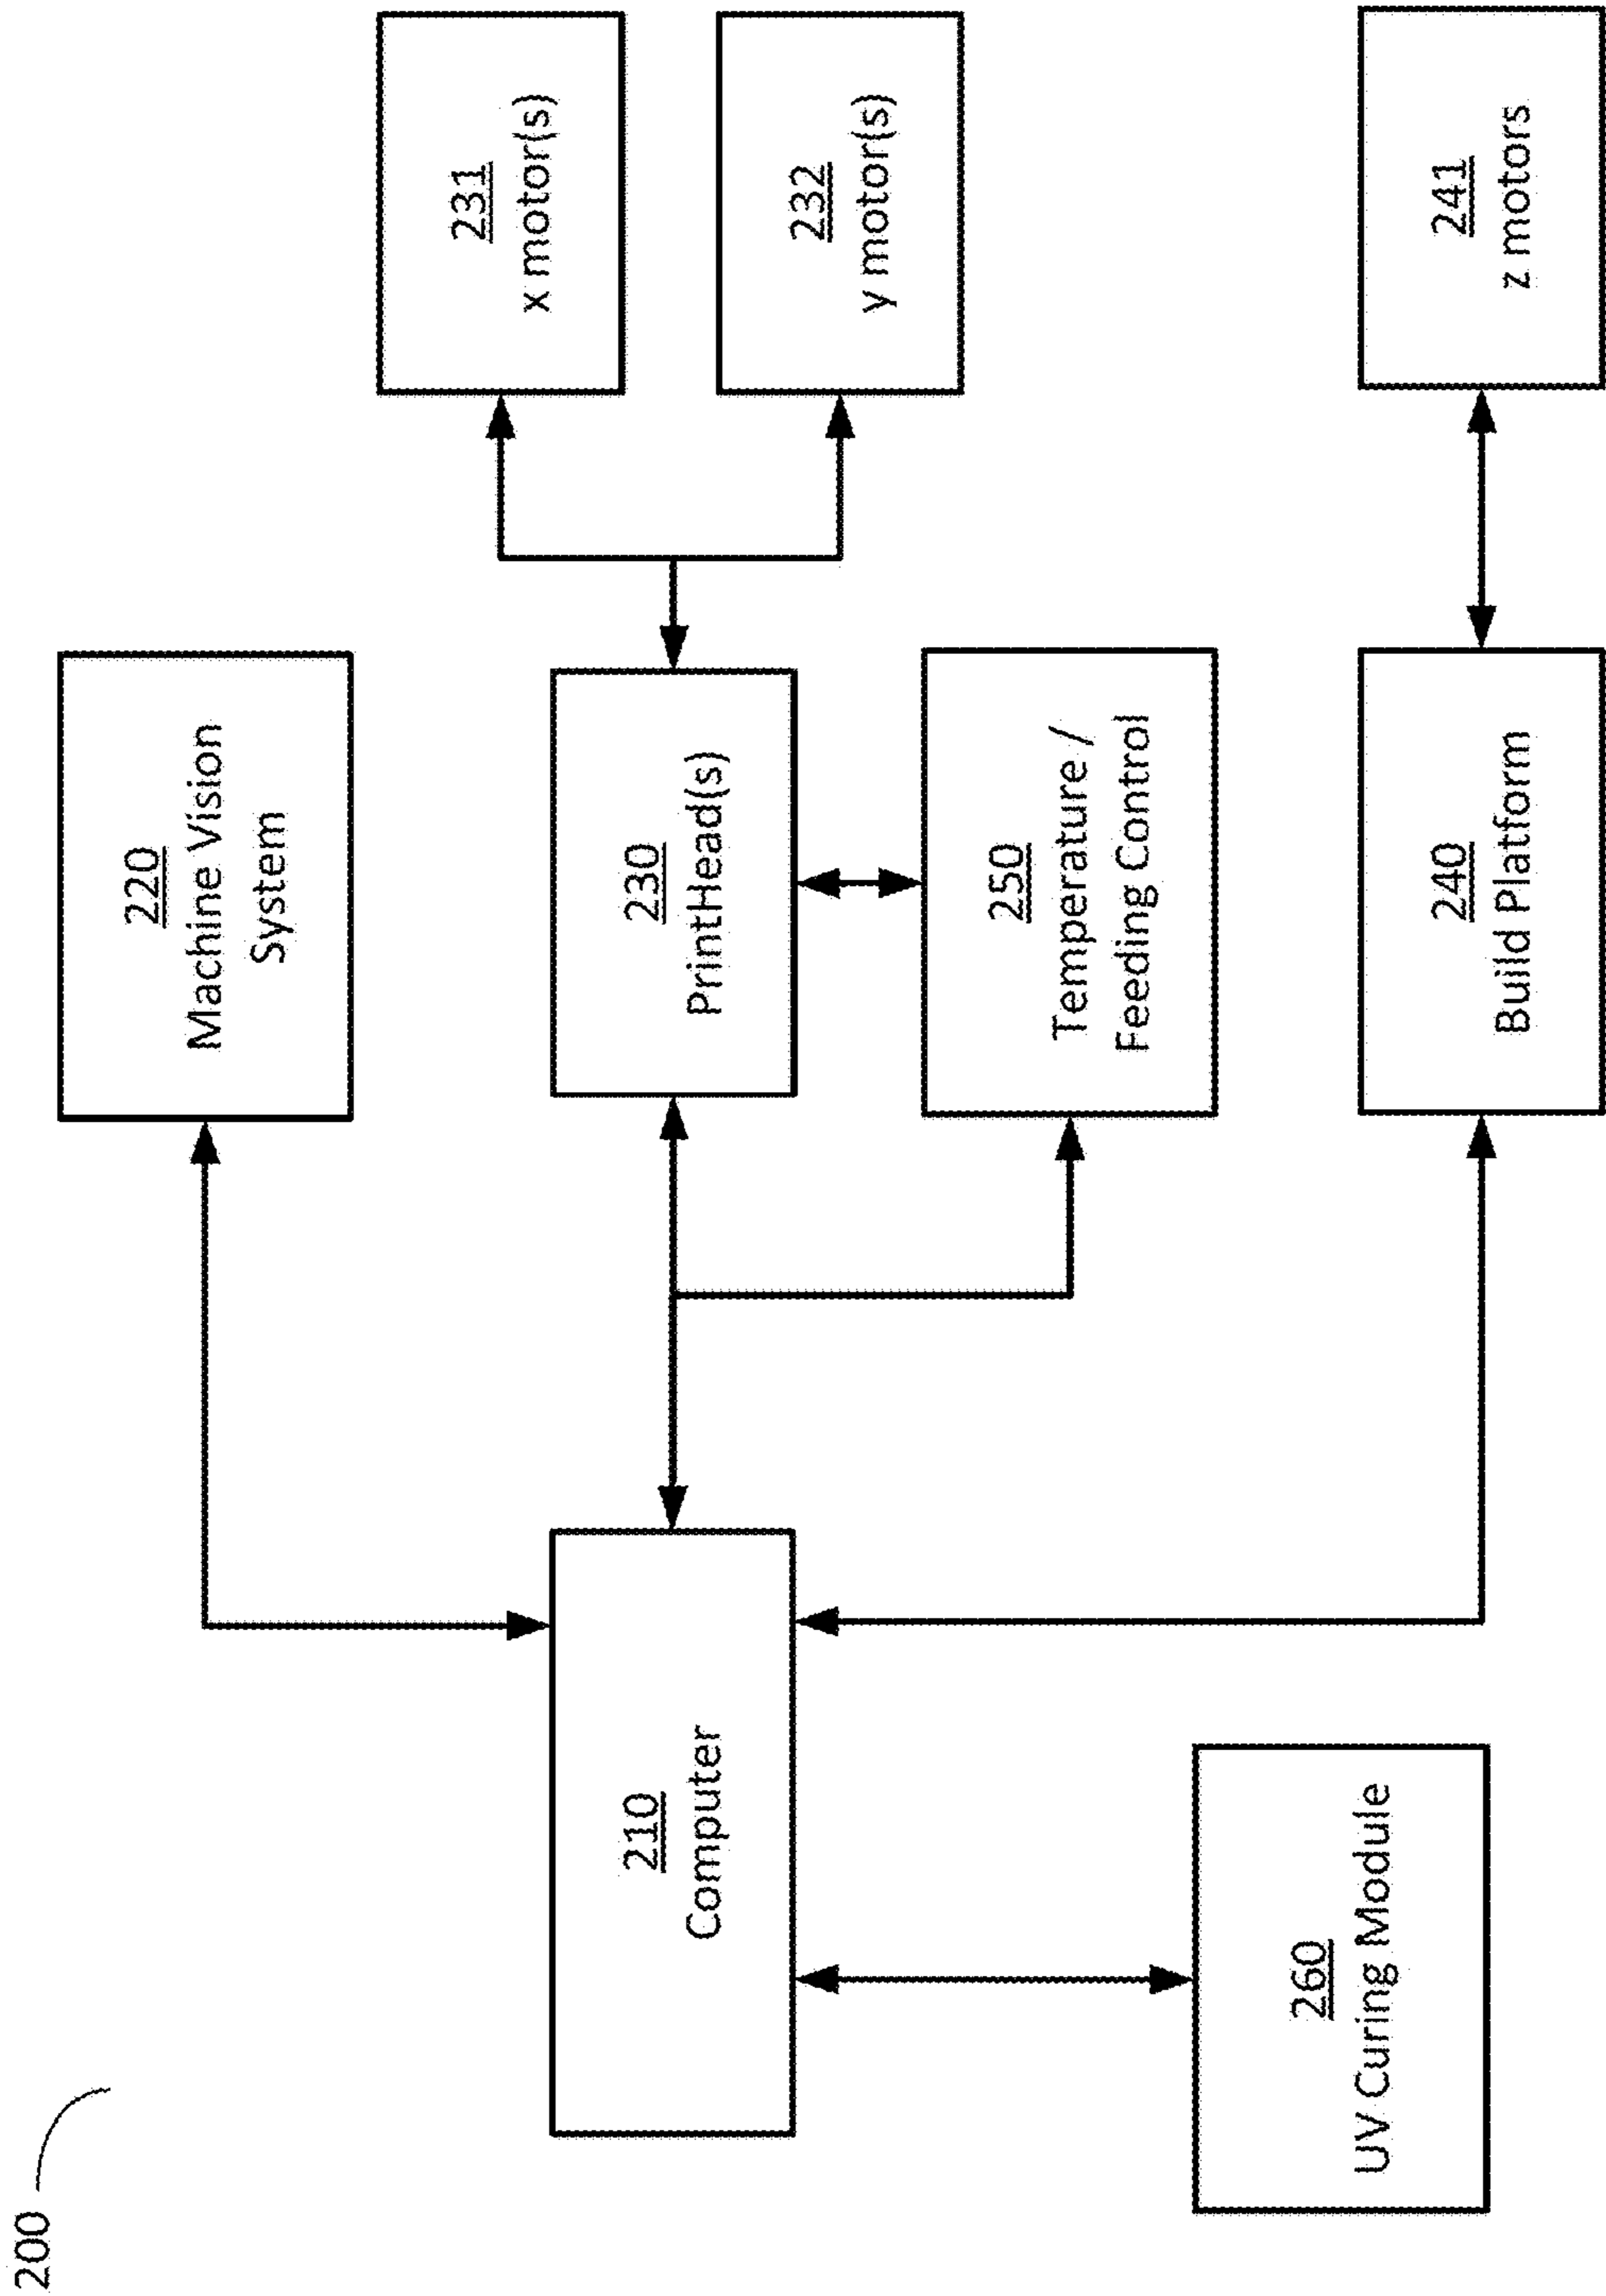 200
220
Machine Vision
System
231
x motor(s)
210
Computer
230
PrintHead(s)
232
y motor(s)
250
Temperature /
Feeding Control
260
UV Curing Module
240
Build Platform
241
z motors